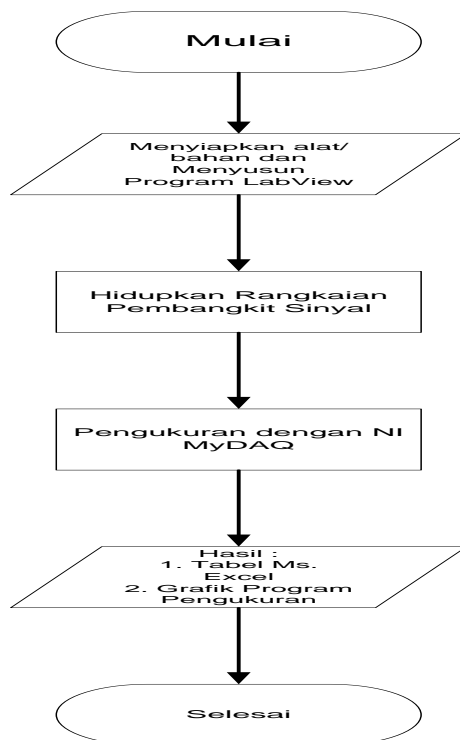 Mulai
Menyiapkan alat/
bahan dan
Menyusun
Program LabView
Hidupkan Rangkaian
Pembangkit Sinyal
Pengukuran dengan NI
MyDAQ
Hasil :
1. Tabel Ms.
Excel
2. Grafik Program
Pengukuran
Selesai